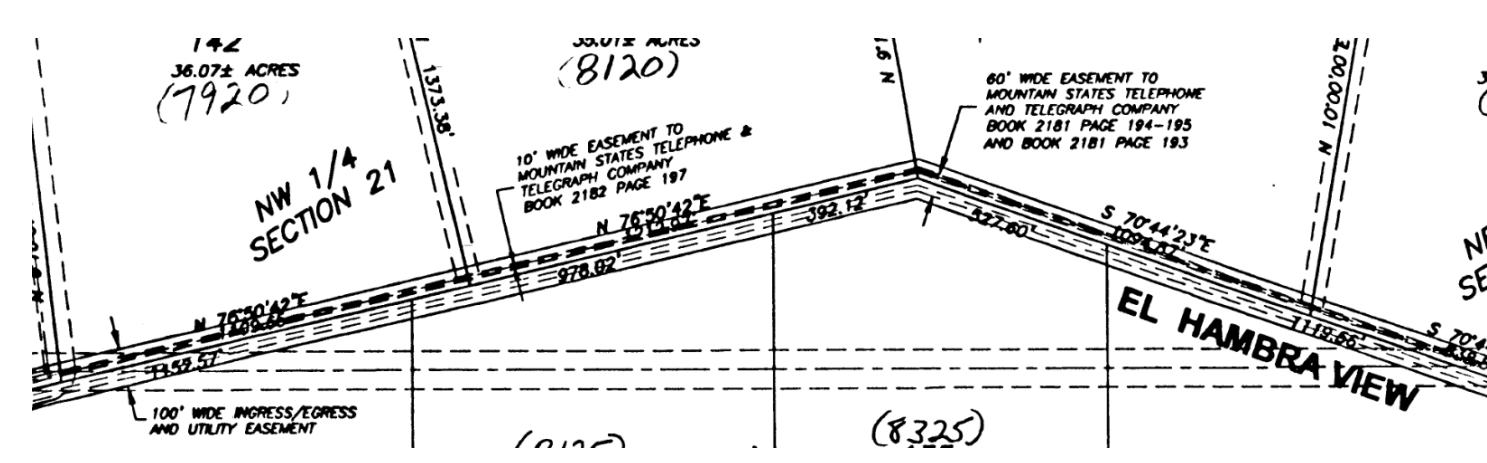 142
36.07± ACRES
(7920)
1373.38'
35.01± ACRES
(8120)
60' WIDE EASEMENT TO
MOUNTAIN STATES TELEPHONE
AND TELEGRAPH COMPANY
BOOK 2181 PAGE 194-195
AND BOOK 2181 PAGE 193
10' WIDE EASEMENT TO
MOUNTAIN STATES TELEPHONE &
TELEGRAPH COMPANY
BOOK 2182 PAGE 197
NW 1/4
SECTION 21
N 76°50'42"E
392.12'
978.02'
S 70°44'23"E
527.60'
N 76°50'42"E
1159.57'
1119.66'
EL HAMBRA VIEW
100' WIDE INGRESS/EGRESS
AND UTILITY EASEMENT
(8325)